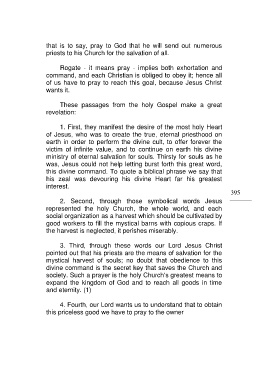 that is to say, pray to God that he will send out numerous
priests to his Church for the salvation of all.
Rogate - it means pray - implies both exhortation and
command, and each Christian is obliged to obey it; hence all
of us have to pray to reach this goal, because Jesus Christ
wants it.
These passages from the holy Gospel make a great
revelation:
1. First, they manifest the desire of the most holy Heart
of Jesus, who was to create the true, eternal priesthood on
earth in order to perform the divine cult, to offer forever the
victim of infinite value, and to continue on earth his divine
ministry of eternal salvation for souls. Thirsty for souls as he
was, Jesus could not help letting burst forth this great word,
this divine command. To quote a biblical phrase we say that
his zeal was devouring his divine Heart for his greatest
interest.
395
2. Second, through those symbolical words Jesus
represented the holy Church, the whole world, and each
social organization as a harvest which should be cultivated by
good workers to fill the mystical barns with copious craps. If
the harvest is neglected, it perishes miserably.
3. Third, through these words our Lord Jesus Christ
pointed out that his priests are the means of salvation for the
mystical harvest of souls; no doubt that obedience to this
divine command is the secret key that saves the Church and
society. Such a prayer is the holy Church's greatest means to
expand the kingdom of God and to reach all goods in time
and eternity. (1)
4. Fourth, our Lord wants us to understand that to obtain
this priceless good we have to pray to the owner